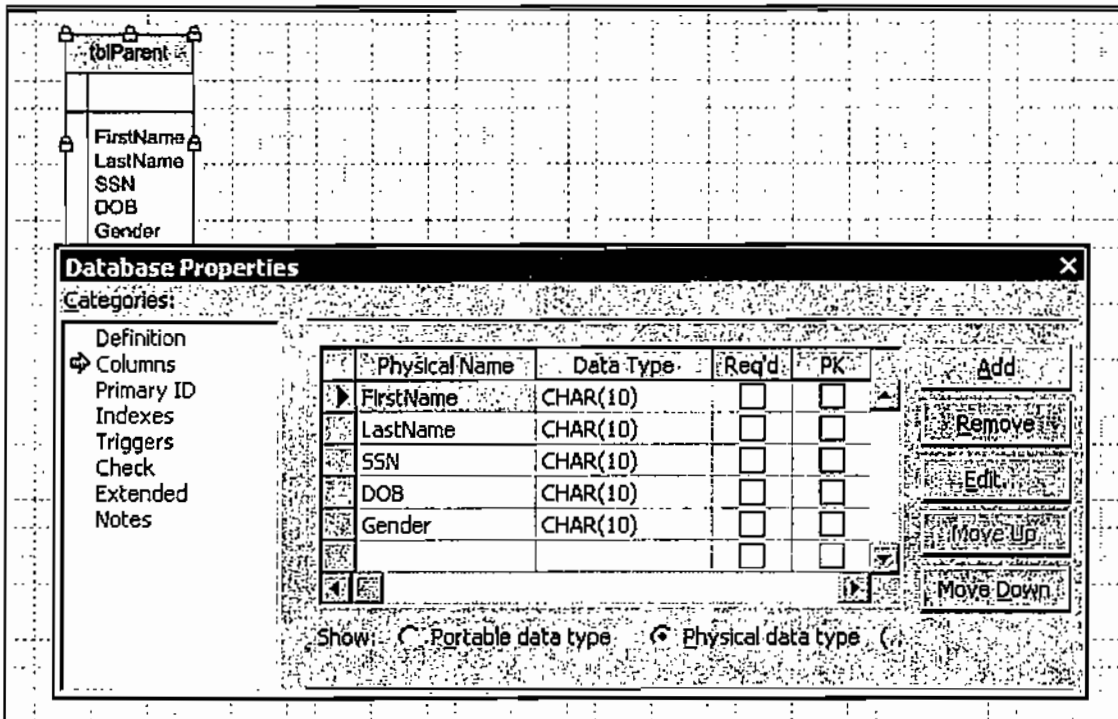 tblParent
FirstName
LastName
SSN
DOB
Gender
Database Properties
Categories:
Definition
Columns
Primary ID
Indexes
Triggers
Check
Extended
Notes
Physical Name Data Type Req'd PK
FirstName CHAR(10)
LastName CHAR(10)
SSN CHAR(10)
DOB CHAR(10)
Gender CHAR(10)
Add
Remove
Edit
Move Up
Move Down
Show: Portable data type Physical data type (